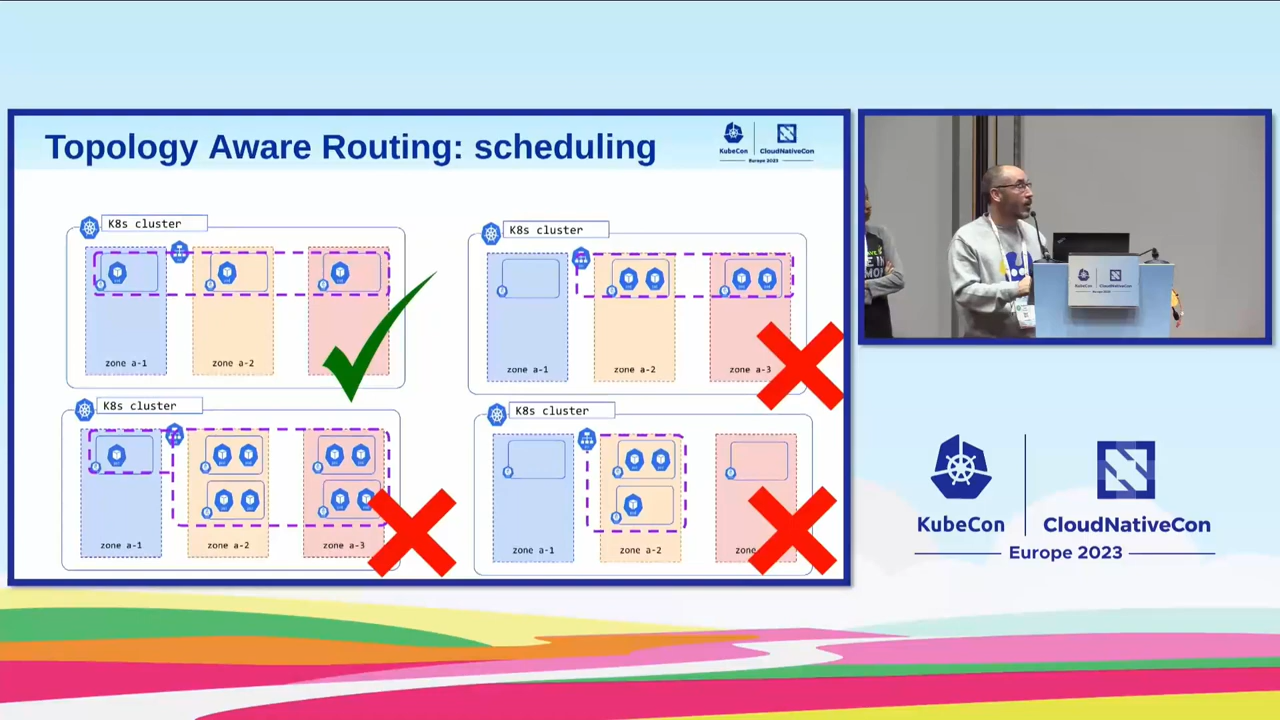 Topology Aware Routing: scheduling
KubeCon
CloudNativeCon
Europe 2023
K8s cluster
zone a-1
zone a-2
K8s cluster
zone a-1
zone a-2
zone a-3
K8s cluster
zone a-1
zone a-2
zone a-3
K8s cluster
zone a-1
zone a-2
zone
KubeCon
CloudNativeCon
Europe 2023